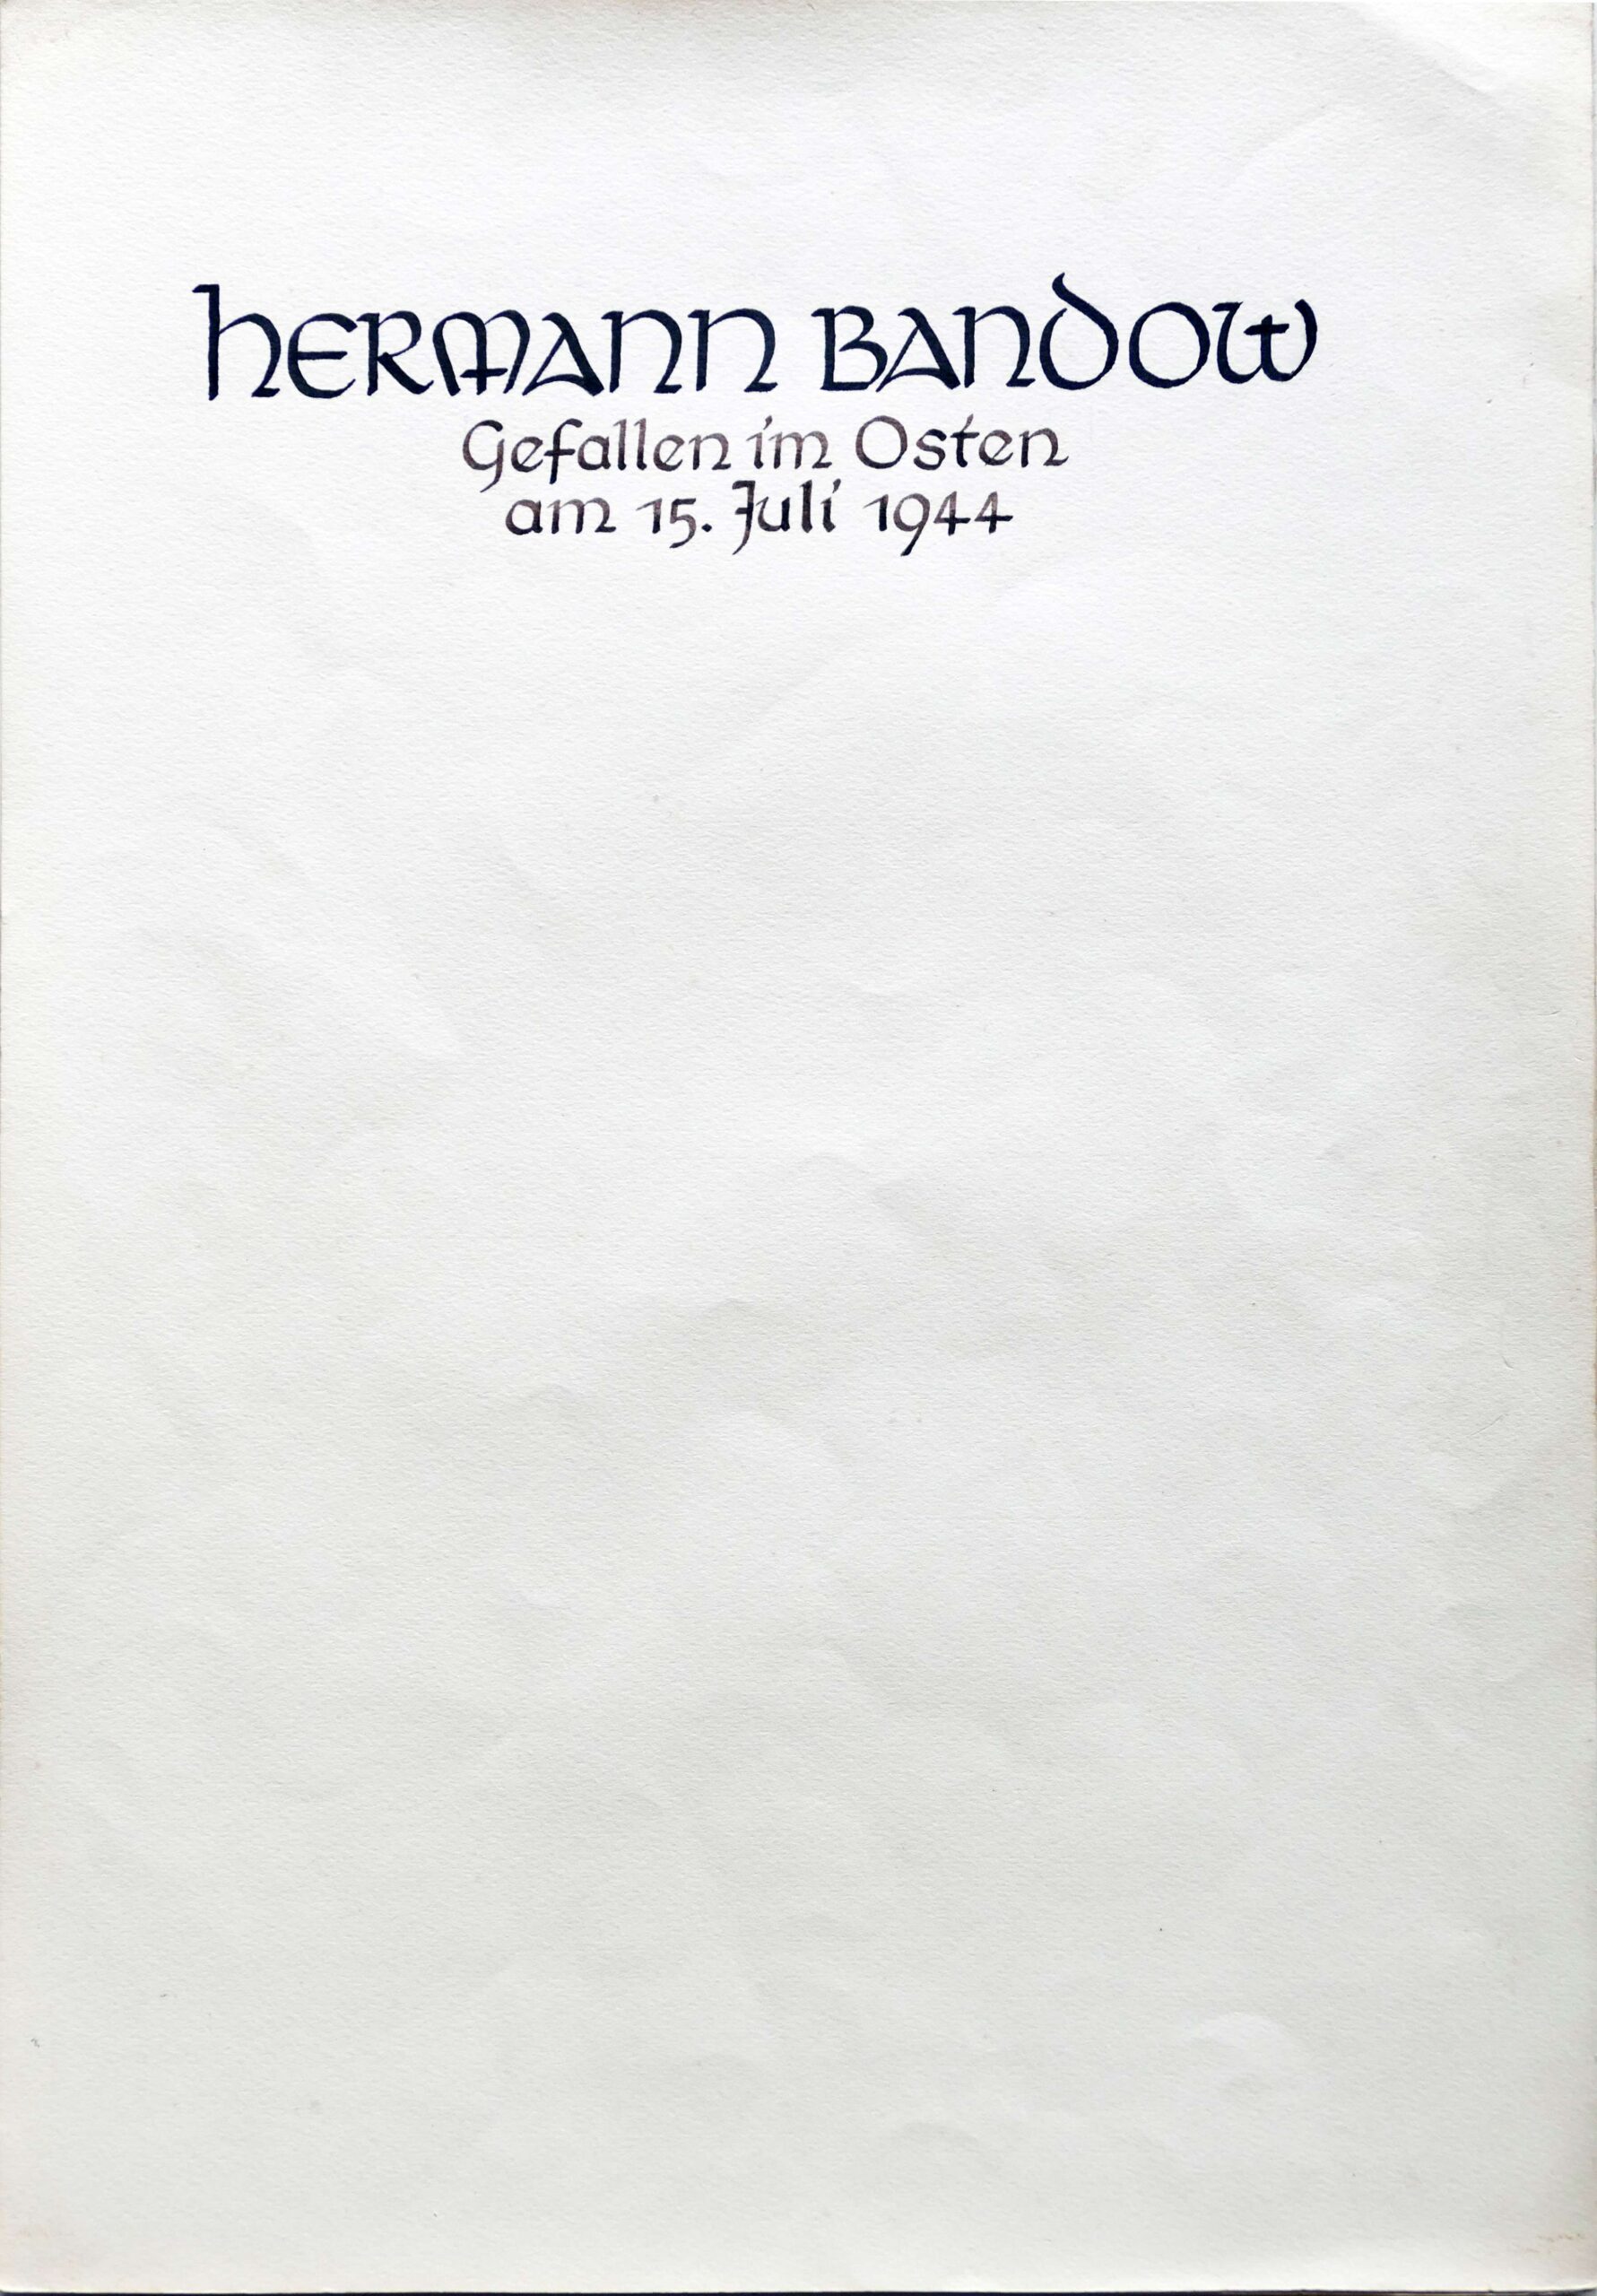 HERMANN BANDOW
Gefallen im Osten
am 15. Juli 1944